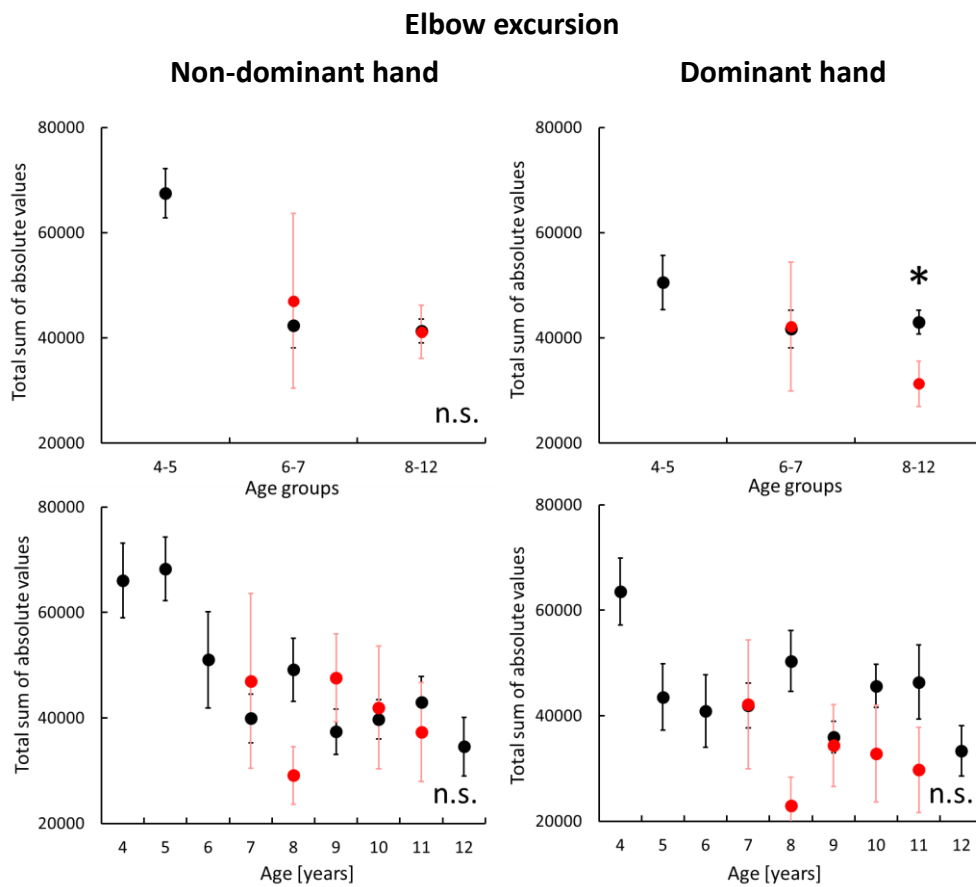 Elbow excursion
Non-dominant hand
Dominant hand
Total sum of absolute values
80000
60000
40000
20000
n.s.
4-5
6-7
8-12
Age groups
Total sum of absolute values
80000
60000
40000
20000
*
4-5
6-7
8-12
Age groups
Total sum of absolute values
80000
60000
40000
20000
n.s.
4 5 6 7 8 9 10 11 12
Age [years]
Total sum of absolute values
80000
60000
40000
20000
n.s.
4 5 6 7 8 9 10 11 12
Age [years]